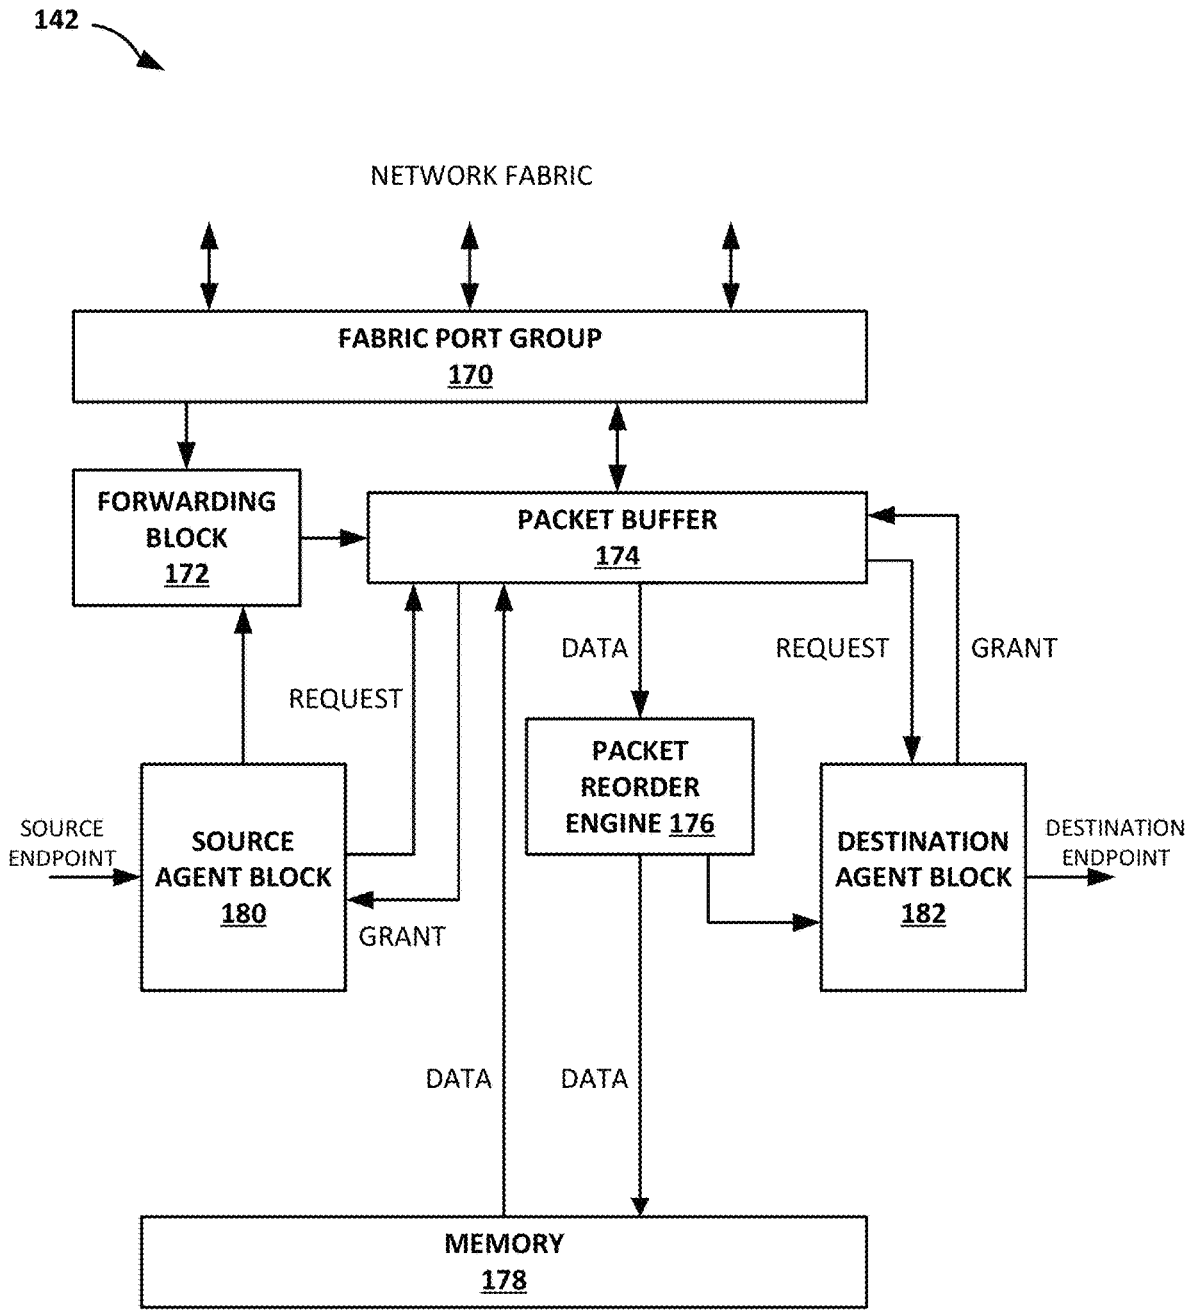 142
NETWORK FABRIC
FABRIC PORT GROUP
170
FORWARDING
BLOCK
172
PACKET BUFFER
174
DATA
REQUEST
GRANT
REQUEST
PACKET
REORDER
ENGINE 176
SOURCE
ENDPOINT
SOURCE
AGENT BLOCK
180
DESTINATION
AGENT BLOCK
182
DESTINATION
ENDPOINT
GRANT
DATA
DATA
MEMORY
178